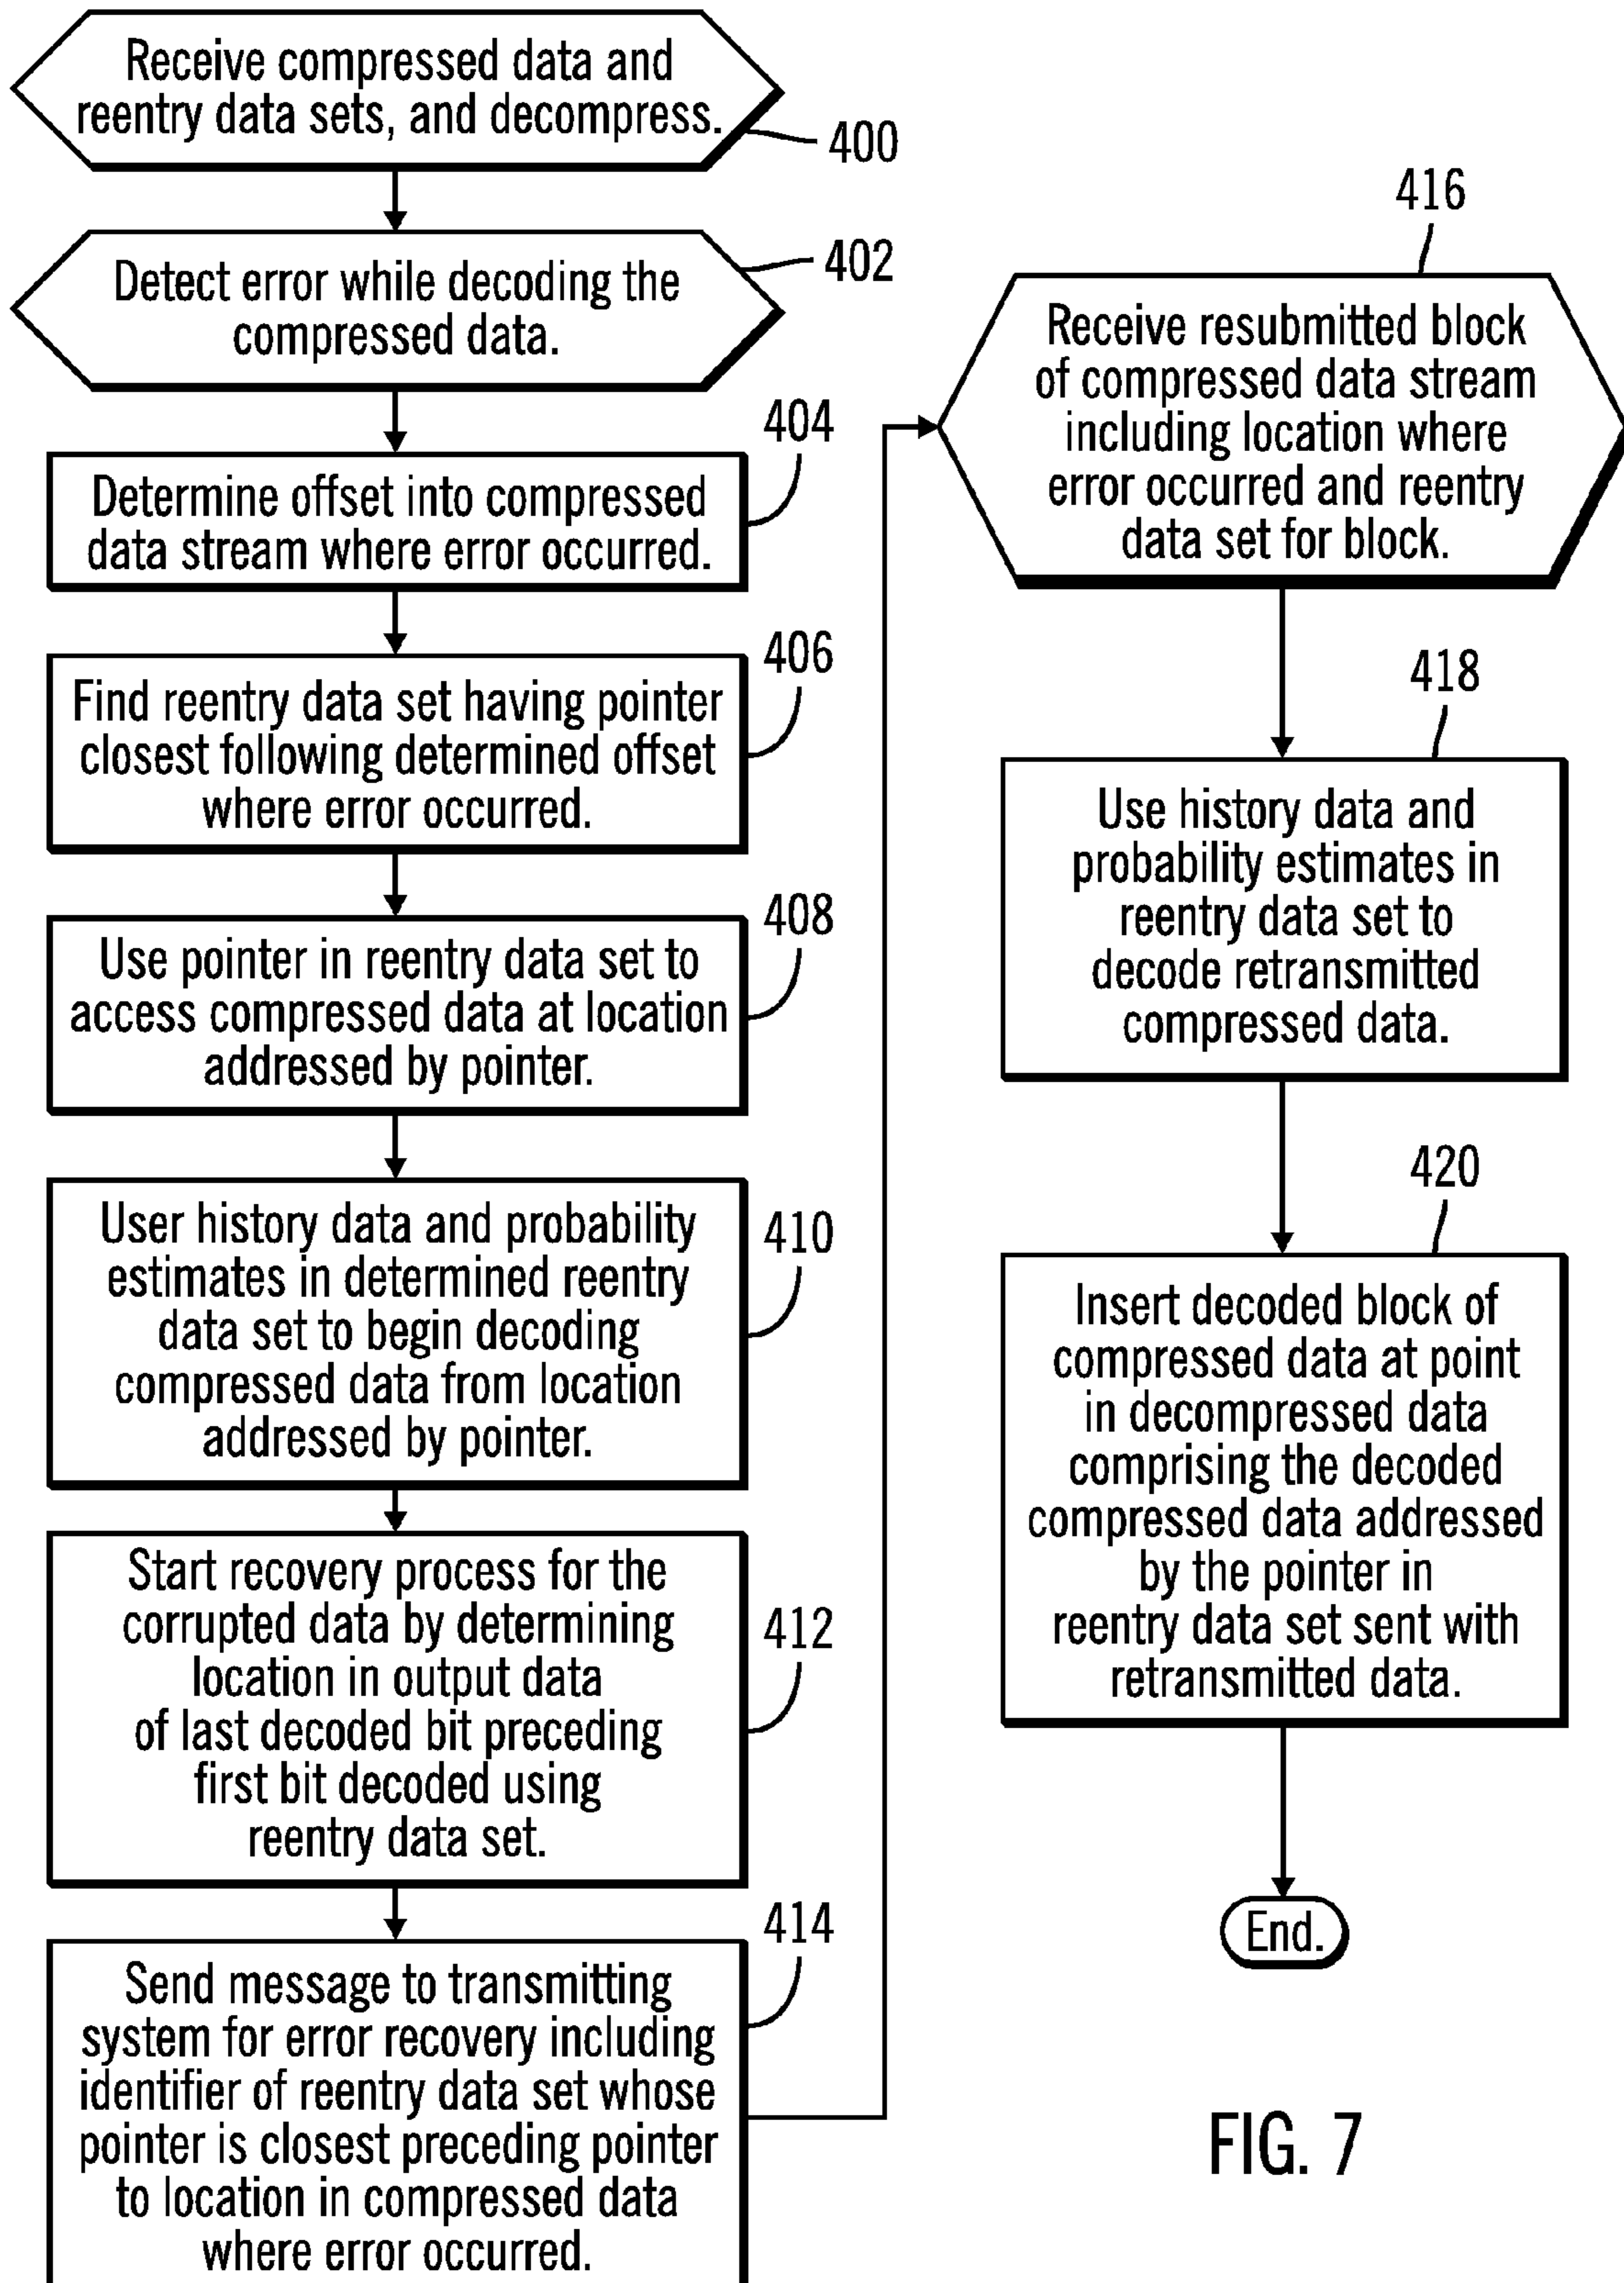 Receive compressed data and
reentry data sets, and decompress.
400
Detect error while decoding the
compressed data.
402
Determine offset into compressed
data stream where error occurred.
404
Find reentry data set having pointer
closest following determined offset
where error occurred.
406
Use pointer in reentry data set to
access compressed data at location
addressed by pointer.
408
User history data and probability
estimates in determined reentry
data set to begin decoding
compressed data from location
addressed by pointer.
410
Start recovery process for the
corrupted data by determining
location in output data
of last decoded bit preceding
first bit decoded using
reentry data set.
412
Send message to transmitting
system for error recovery including
identifier of reentry data set whose
pointer is closest preceding pointer
to location in compressed data
where error occurred.
414
416
Receive resubmitted block
of compressed data stream
including location where
error occurred and reentry
data set for block.
418
Use history data and
probability estimates in
reentry data set to
decode retransmitted
compressed data.
420
Insert decoded block of
compressed data at point
in decompressed data
comprising the decoded
compressed data addressed
by the pointer in
reentry data set sent with
retransmitted data.
End.
FIG. 7